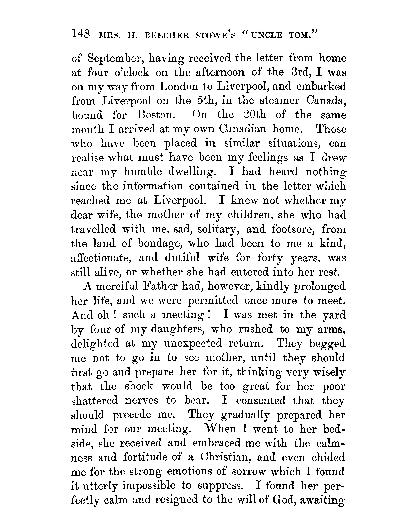 148 MRS. H. BEECHER STOWE'S "UNCLE TOM."
of September, having received the letter from home
at four o'clock on the afternoon of the 3rd, I was
on my way from London to Liverpool, and embarked
from Liverpool on the 5th, in the steamer Canada,
bound for Boston. On the 20th of the same
month I arrived at my own Canadian home. Those
who have been placed in similar situations, can
realise what must have been my feelings as I drew
near my humble dwelling. I had heard nothing
since the information contained in the letter which
reached me at Liverpool. I knew not whether my
dear wife, the mother of my children, she who had
travelled with me, sad, solitary, and footsore, from
the land of bondage, who had been to me a kind,
affectionate, and dutiful wife for forty years, was
still alive, or whether she had entered into her rest.
A merciful Father had, however, kindly prolonged
her life, and we were permitted once more to meet.
And oh! such a meeting! I was met in the yard
by four of my daughters, who rushed to my arms,
delighted at my unexpected return. They begged
me not to go in to see mother, until they should
first go and prepare her for it, thinking very wisely
that the shock would be too great for her poor
shattered nerves to bear. I consented that they
should precede me. They gradually prepared her
mind for our meeting. When I went to her bed-
side, she received and embraced me with the calm-
ness and fortitude of a Christian, and even chided
me for the strong emotions of sorrow which I found
it utterly impossible to suppress. I found her per-
fectly calm and resigned to the will of God, awaiting